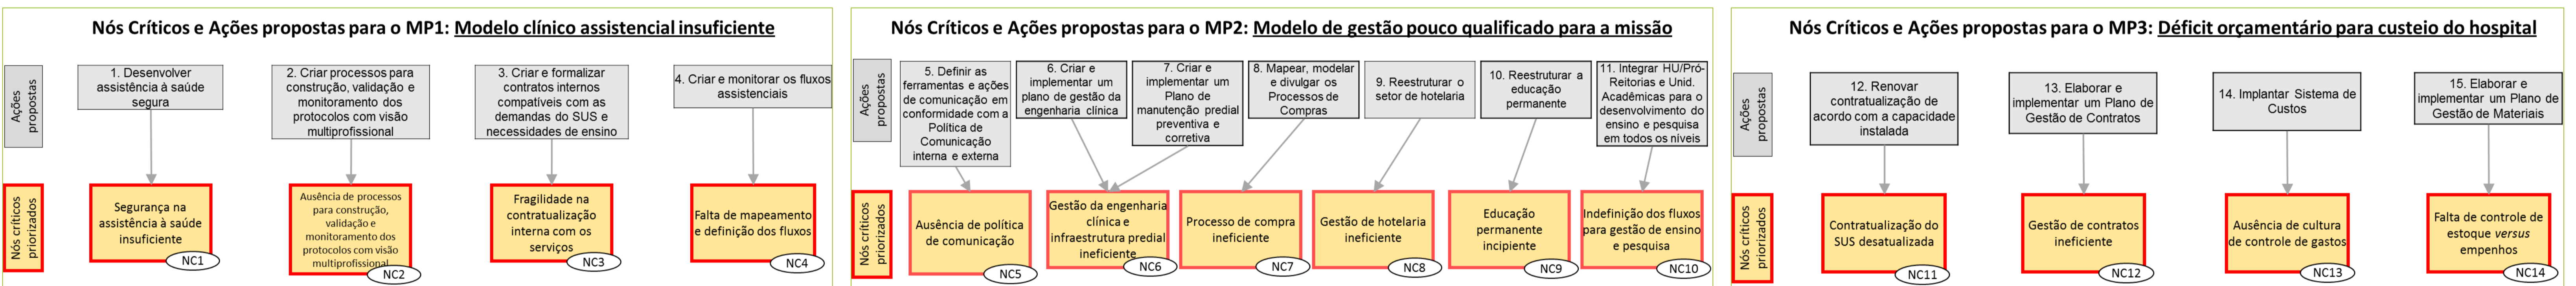 Nós Críticos e Ações propostas para o MP1: Modelo clínico assistencial insuficiente
Ações
propostas
1. Desenvolver
assistência à saúde
segura
2. Criar processos para
construção, validação e
monitoramento dos
protocolos com visão
multiprofissional
3. Criar e formalizar
contratos internos
compatíveis com as
demandas do SUS e
necessidades de ensino
4. Criar e monitorar os fluxos
assistenciais
Nós críticos
priorizados
Segurança na
assistência à saúde
insuficiente
NC1
Ausência de processos
para construção,
validação e
monitoramento dos
protocolos com visão
multiprofissional
NC2
Fragilidade na
contratualização
interna com os
serviços
NC3
Falta de mapeamento
e definição dos fluxos
NC4
Nós Críticos e Ações propostas para o MP2: Modelo de gestão pouco qualificado para a missão
Ações
propostas
5. Definir as
ferramentas e ações
de comunicação em
conformidade com a
Política de
Comunicação
interna e externa
6. Criar e
implementar um
plano de gestão da
engenharia clínica
7. Criar e
implementar um
Plano de
manutenção predial
preventiva e
corretiva
8. Mapear, modelar
e divulgar os
Processos de
Compras
9. Reestruturar o
setor de hotelaria
10. Reestruturar a
educação
permanente
11. Integrar HU/Pró-
Reitorias e Unid.
Acadêmicas para o
desenvolvimento do
ensino e pesquisa
em todos os níveis
Nós críticos
priorizados
Ausência de política
de comunicação
NC5
Gestão da engenharia
clínica e
infraestrutura predial
ineficiente
NC6
Processo de compra
ineficiente
NC7
Gestão de hotelaria
ineficiente
NC8
Educação
permanente
incipiente
NC9
Indefinição dos fluxos
para gestão de ensino
e pesquisa
NC10
Nós Críticos e Ações propostas para o MP3: Déficit orçamentário para custeio do hospital
Ações
propostas
12. Renovar
contratualização de
acordo com a capacidade
instalada
13. Elaborar e
implementar um Plano de
Gestão de Contratos
14. Implantar Sistema de
Custos
15. Elaborar e
implementar um Plano de
Gestão de Materiais
Nós críticos
priorizados
Contratualização do
SUS desatualizada
NC11
Gestão de contratos
ineficiente
NC12
Ausência de cultura
de controle de gastos
NC13
Falta de controle de
estoque versus
empenhos
NC14